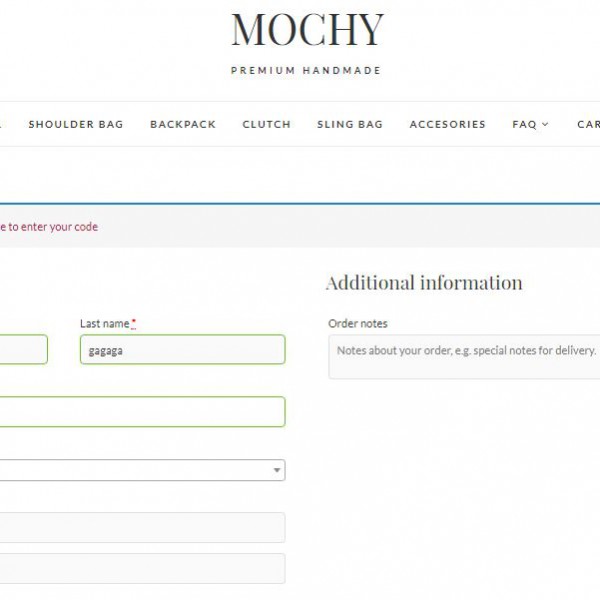 MOCHY
PREMIUM HANDMADE
SHOULDER BAG BACKPACK CLUTCH SLING BAG ACCESORIES FAQ CAR
e to enter your code
Additional information
Last name *
Order notes
gagaga
Notes about your order, e.g. special notes for delivery.